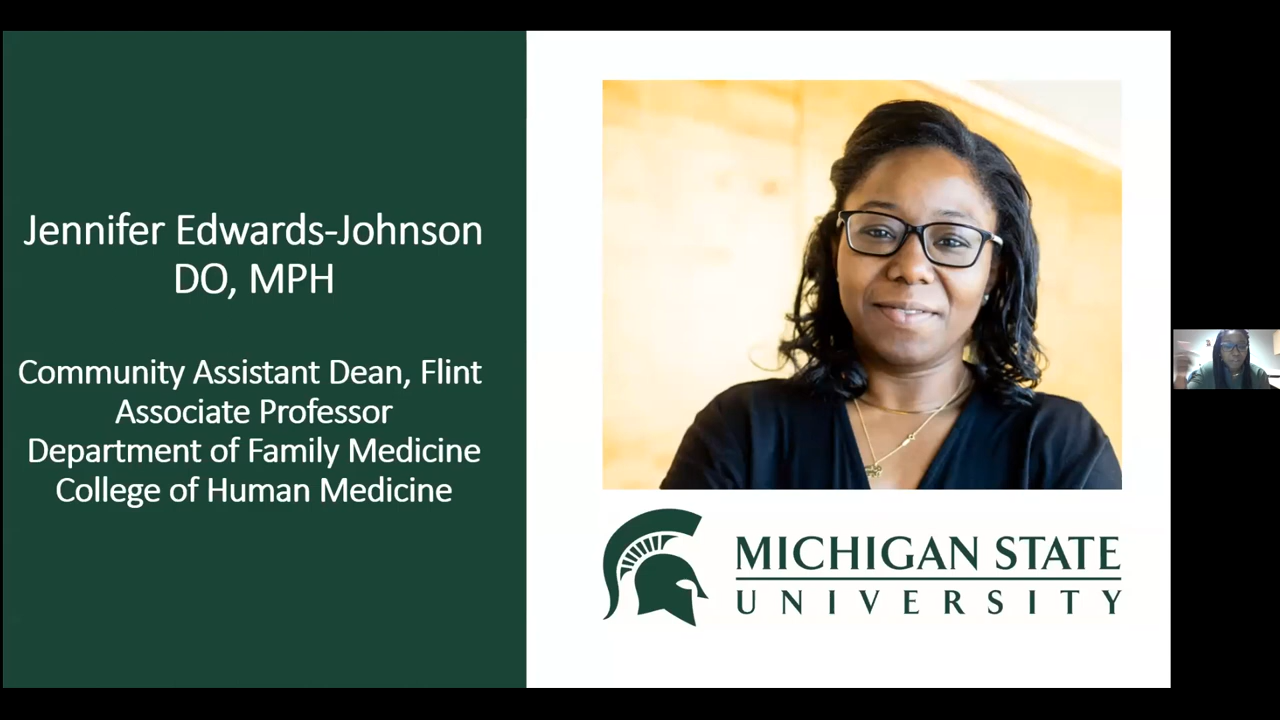 Jennifer Edwards-Johnson
DO, MPH
Community Assistant Dean, Flint
Associate Professor
Department of Family Medicine
College of Human Medicine
MICHIGAN STATE
UNIVERSITY